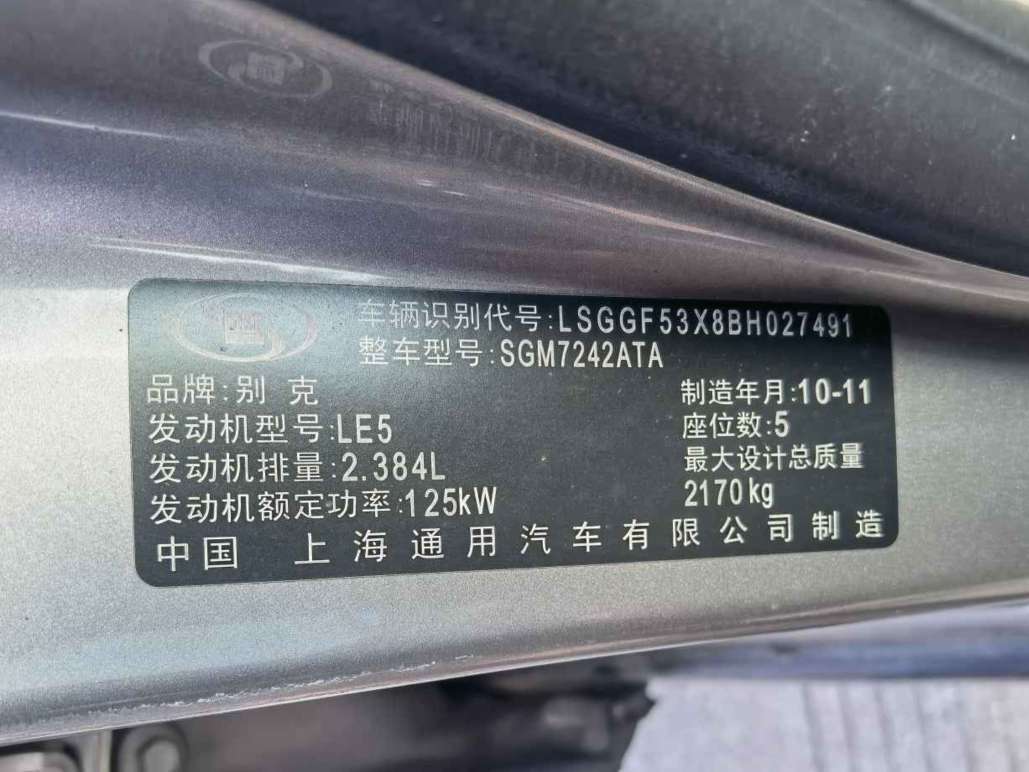 车辆识别代号:LSGGF53X8BH027491
整车型号:SGM7242ATA
品牌:别克
制造年月:10-11
发动机型号:LE5
座位数:5
发动机排量:2.384L
最大设计总质量
2170kg
发动机额定功率:125kW
中国 上海通用汽车有限公司制造